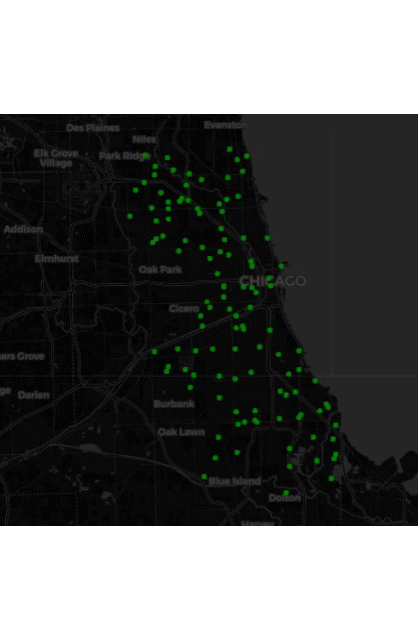 Des Plaines
Evanston
Niles
Elk Grove
Village
Park Ridge
Addison
Elmhurst
Oak Park
CHICAGO
Cicero
ers Grove
Darien
Burbank
Oak Lawn
Blue Island
Dolton
Harvey